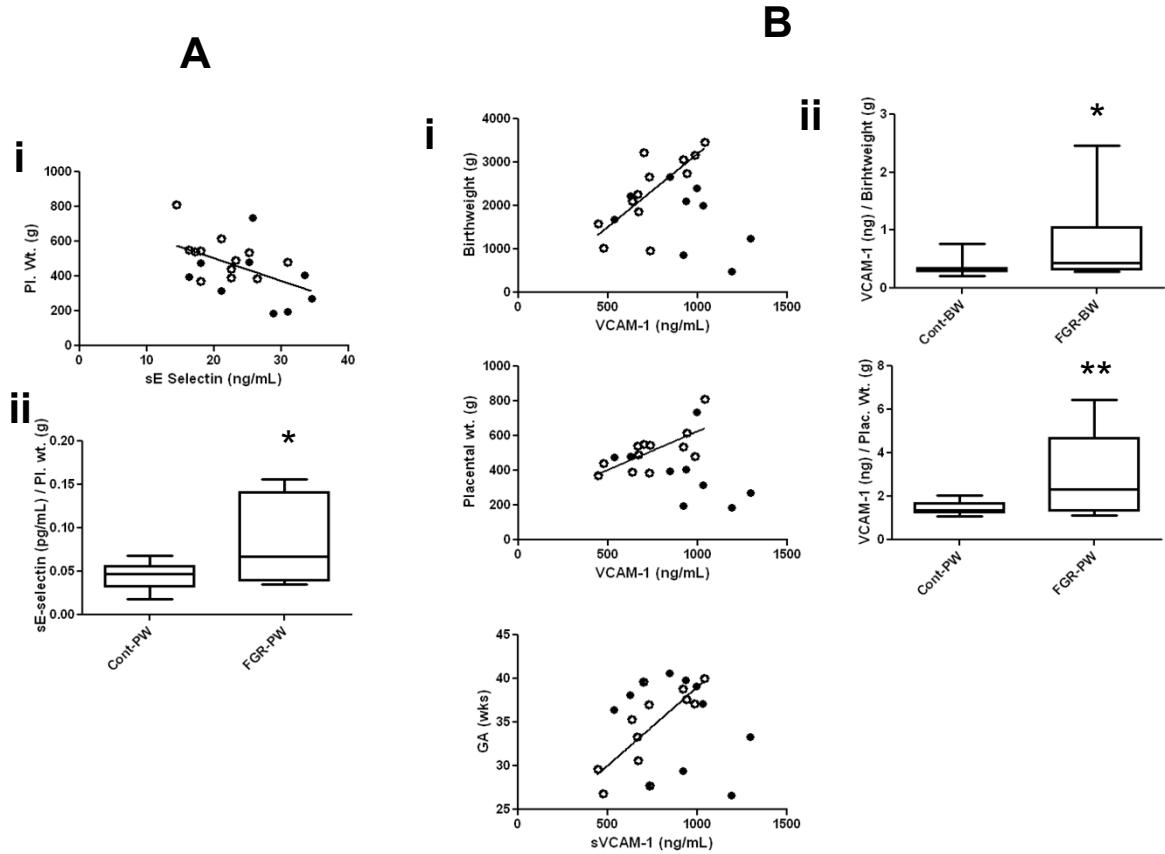 A
i
Pl. Wt. (g)
1000
800
600
400
200
0
0 10 20 30 40
sE Selectin (ng/mL)
ii
sE-selectin (pg/mL) / Pl. wt. (g)
0.20
0.15
0.10
0.05
0.00
*
Cont-PW
FGR-PW
B
i
Birthweight (g)
4000
3000
2000
1000
0
0 500 1000 1500
VCAM-1 (ng/mL)
Placental wt. (g)
1000
800
600
400
200
0
0 500 1000 1500
VCAM-1 (ng/mL)
GA (wks)
45
40
35
30
25
0 500 1000 1500
sVCAM-1 (ng/mL)
ii
VCAM-1 (ng) / Birhtweight (g)
3
2
1
0
*
Cont-BW
FGR-BW
VCAM-1 (ng) / Plac. Wt. (g)
8
6
4
2
0
**
Cont-PW
FGR-PW